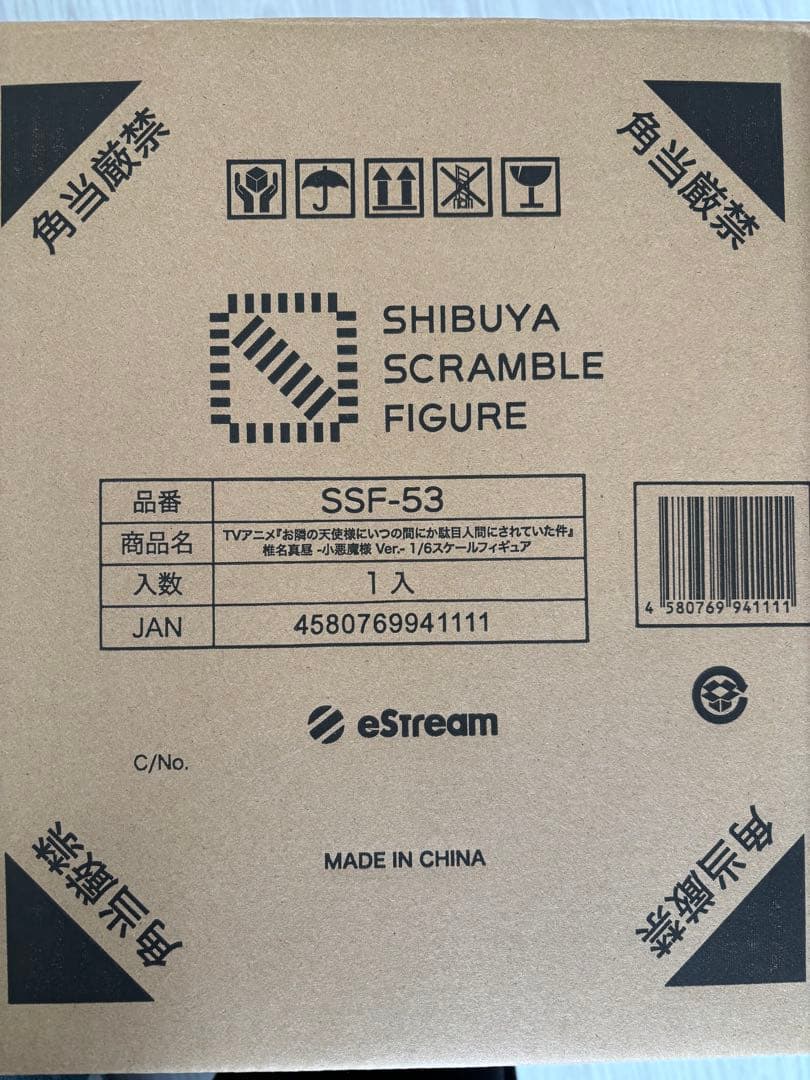 角当厳禁
角当厳禁
SHIBUYA
SCRAMBLE
FIGURE
品番 SSF-53
商品名 TVアニメ『お隣の天使様にいつの間にか駄目人間にされていた件』
椎名真昼 -小悪魔様 Ver.- 1/6スケールフィギュア
入数 1入
JAN 4580769941111
4 580769 941111
eStream
C/No.
MADE IN CHINA
角当厳禁
角当厳禁